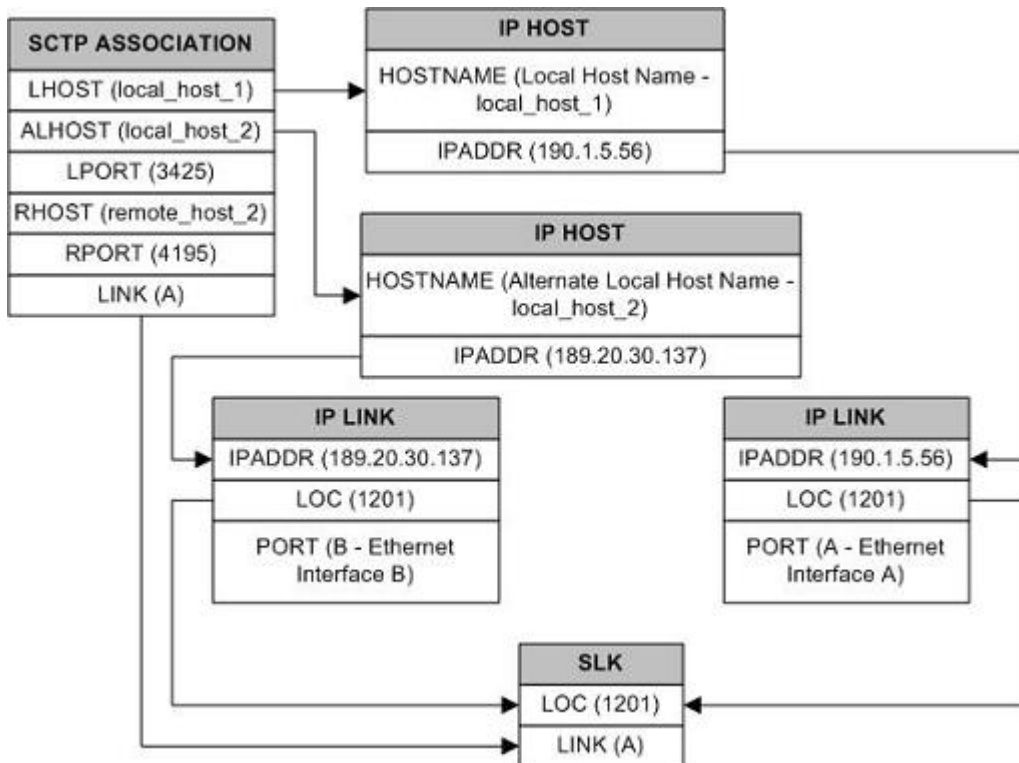 SCTP ASSOCIATION
LHOST (local_host_1)
ALHOST (local_host_2)
LPORT (3425)
RHOST (remote_host_2)
RPORT (4195)
LINK (A)
IP HOST
HOSTNAME (Local Host Name -
local_host_1)
IPADDR (190.1.5.56)
IP HOST
HOSTNAME (Alternate Local Host Name -
local_host_2)
IPADDR (189.20.30.137)
IP LINK
IPADDR (189.20.30.137)
LOC (1201)
PORT (B - Ethernet
Interface B)
IP LINK
IPADDR (190.1.5.56)
LOC (1201)
PORT (A - Ethernet
Interface A)
SLK
LOC (1201)
LINK (A)